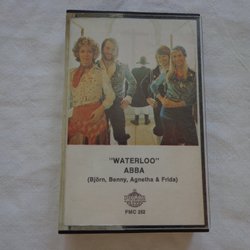 "WATERLOO"
ABBA
(Björn, Benny, Agnetha & Frida)
PMC 252